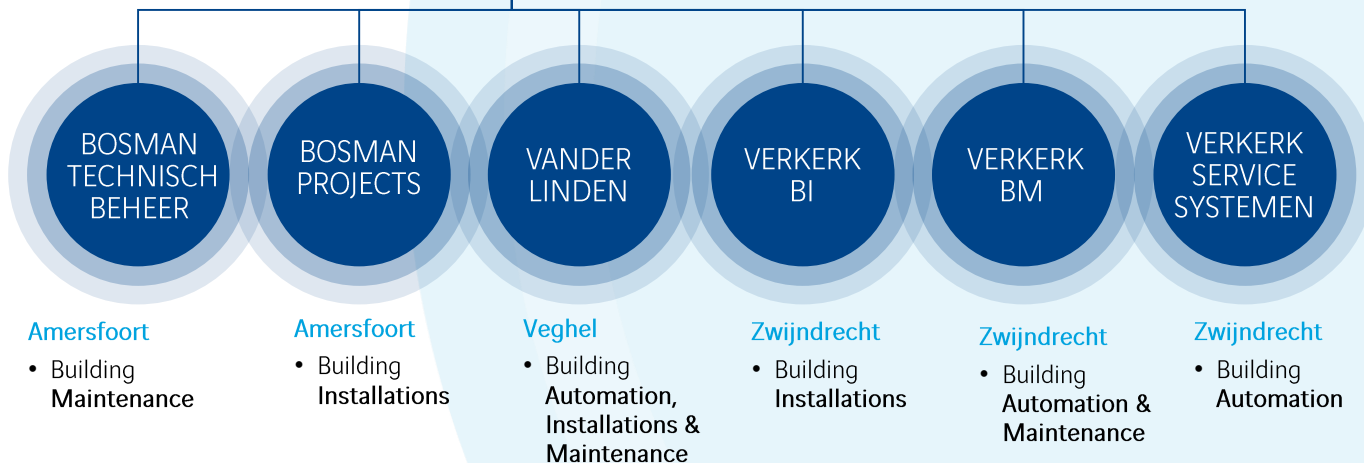 BOSMAN
TECHNISCH
BEHEER
BOSMAN
PROJECTS
VANDER
LINDEN
VERKERK
BI
VERKERK
BM
VERKERK
SERVICE
SYSTEMEN
Amersfoort
• Building
Maintenance
Amersfoort
• Building
Installations
Veghel
• Building
Automation,
Installations &
Maintenance
Zwijndrecht
• Building
Installations
Zwijndrecht
• Building
Automation &
Maintenance
Zwijndrecht
• Building
Automation